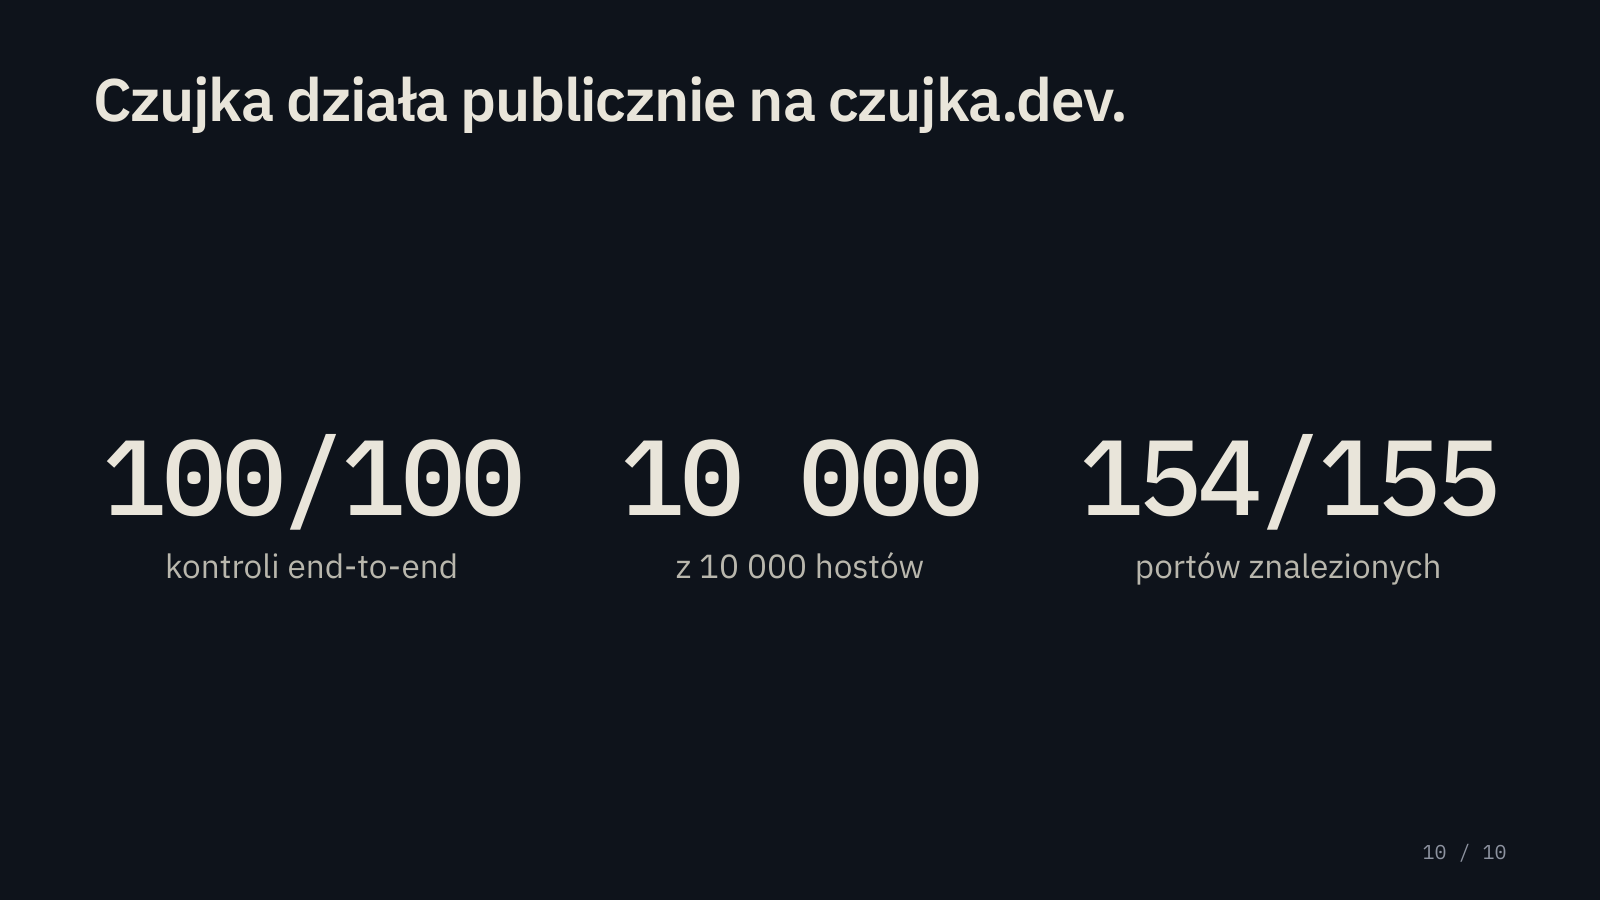 Czujka działa publicznie na czujka.dev.
100/100
kontroli end-to-end
10 000
z 10 000 hostów
154/155
portów znalezionych
10 / 10